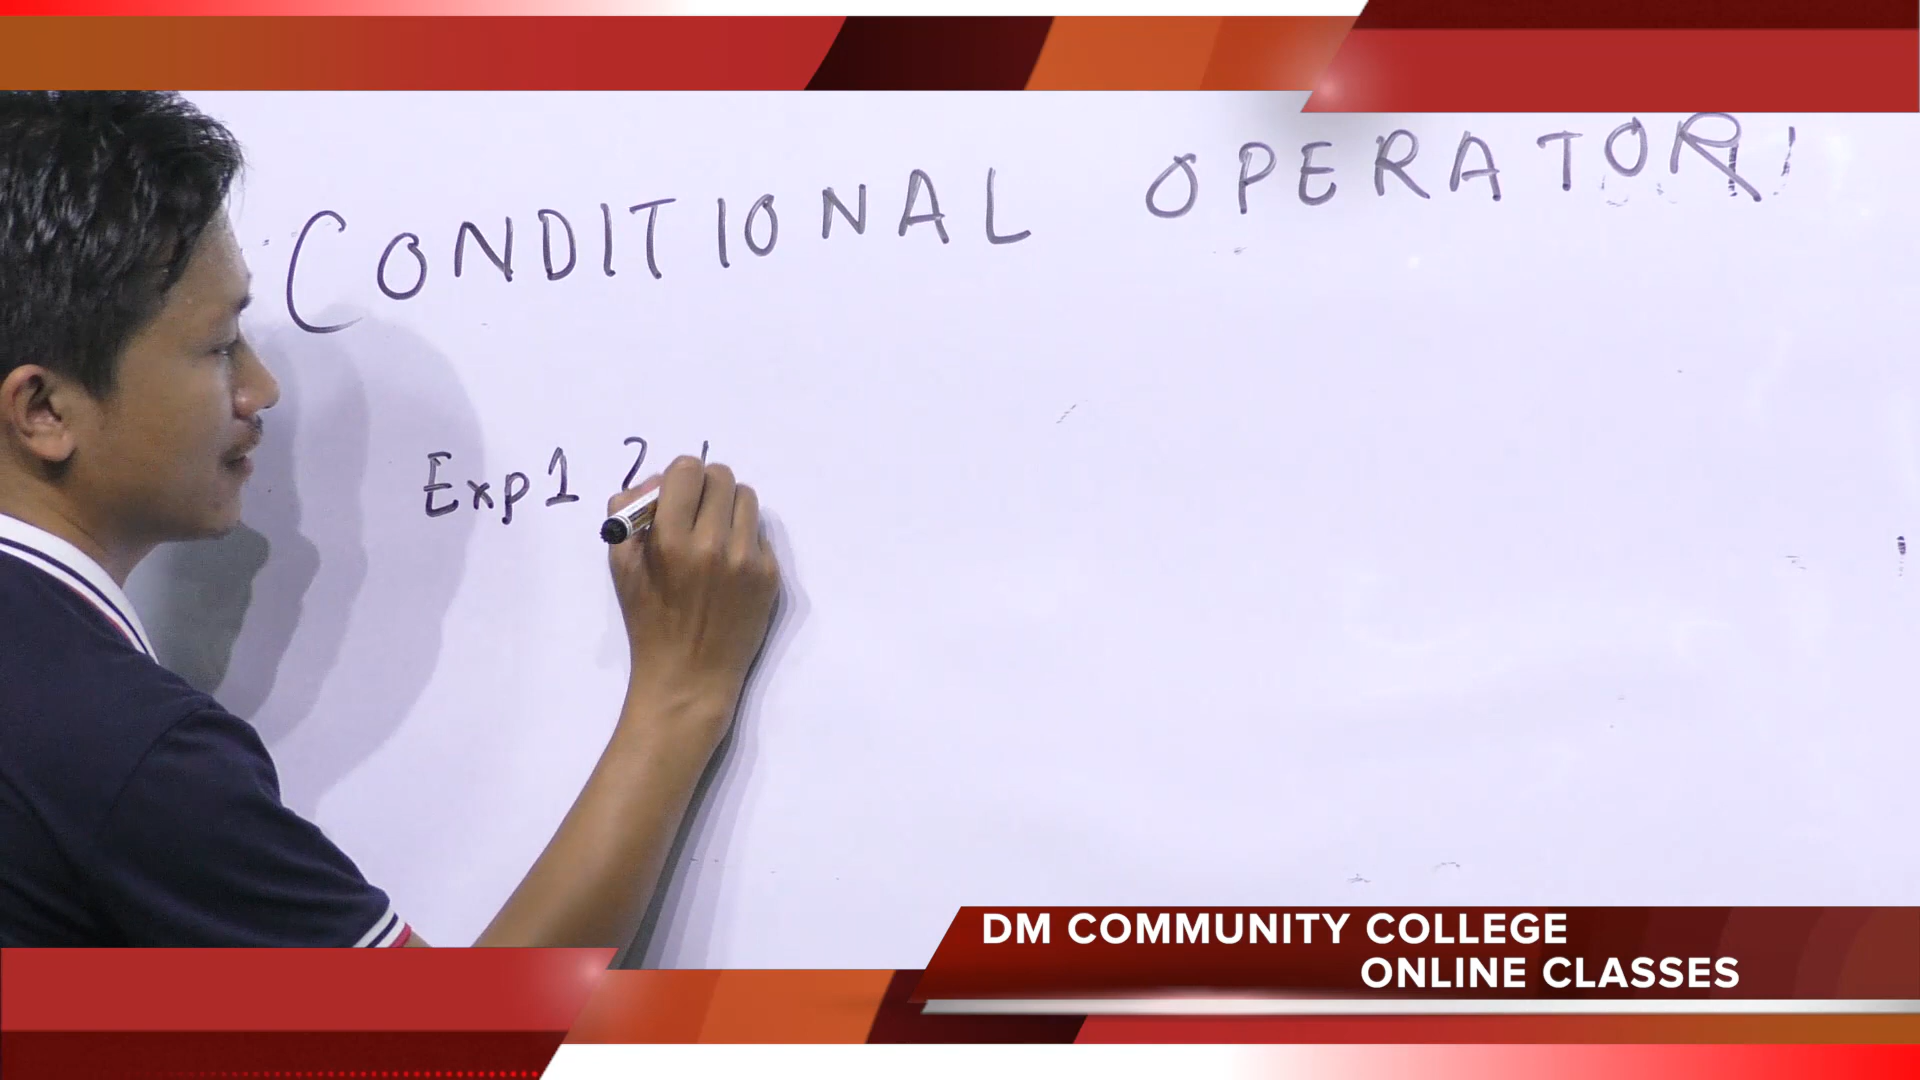 CONDITIONAL OPERATOR
Exp1 ?
DM COMMUNITY COLLEGE
ONLINE CLASSES